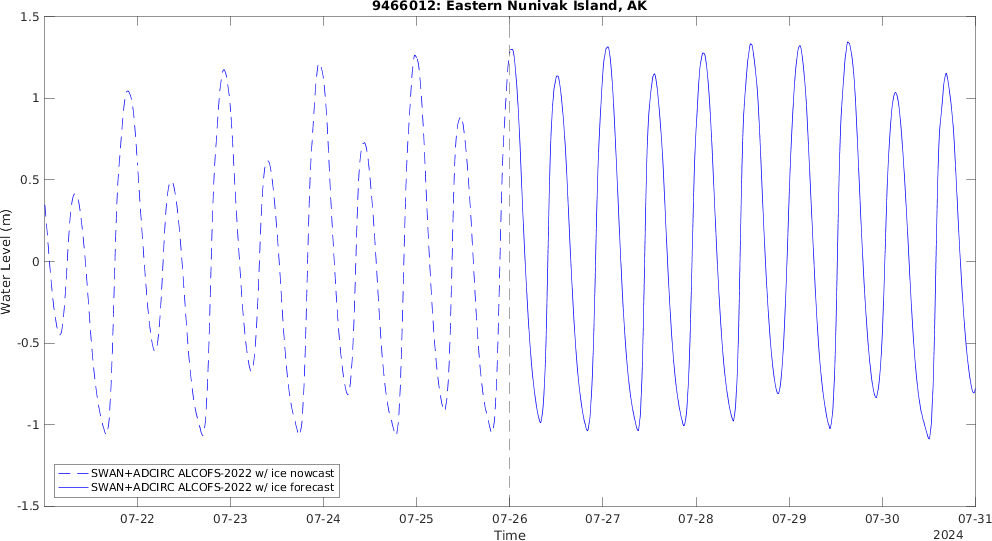 9466012: Eastern Nunivak Island, AK
1.5
1
0.5
0
-0.5
-1
-1.5
Water Level (m)
SWAN+ADCIRC ALCOFS-2022 w/ ice nowcast
SWAN+ADCIRC ALCOFS-2022 w/ ice forecast
07-22 07-23 07-24 07-25 07-26 07-27 07-28 07-29 07-30 07-31
Time
2024